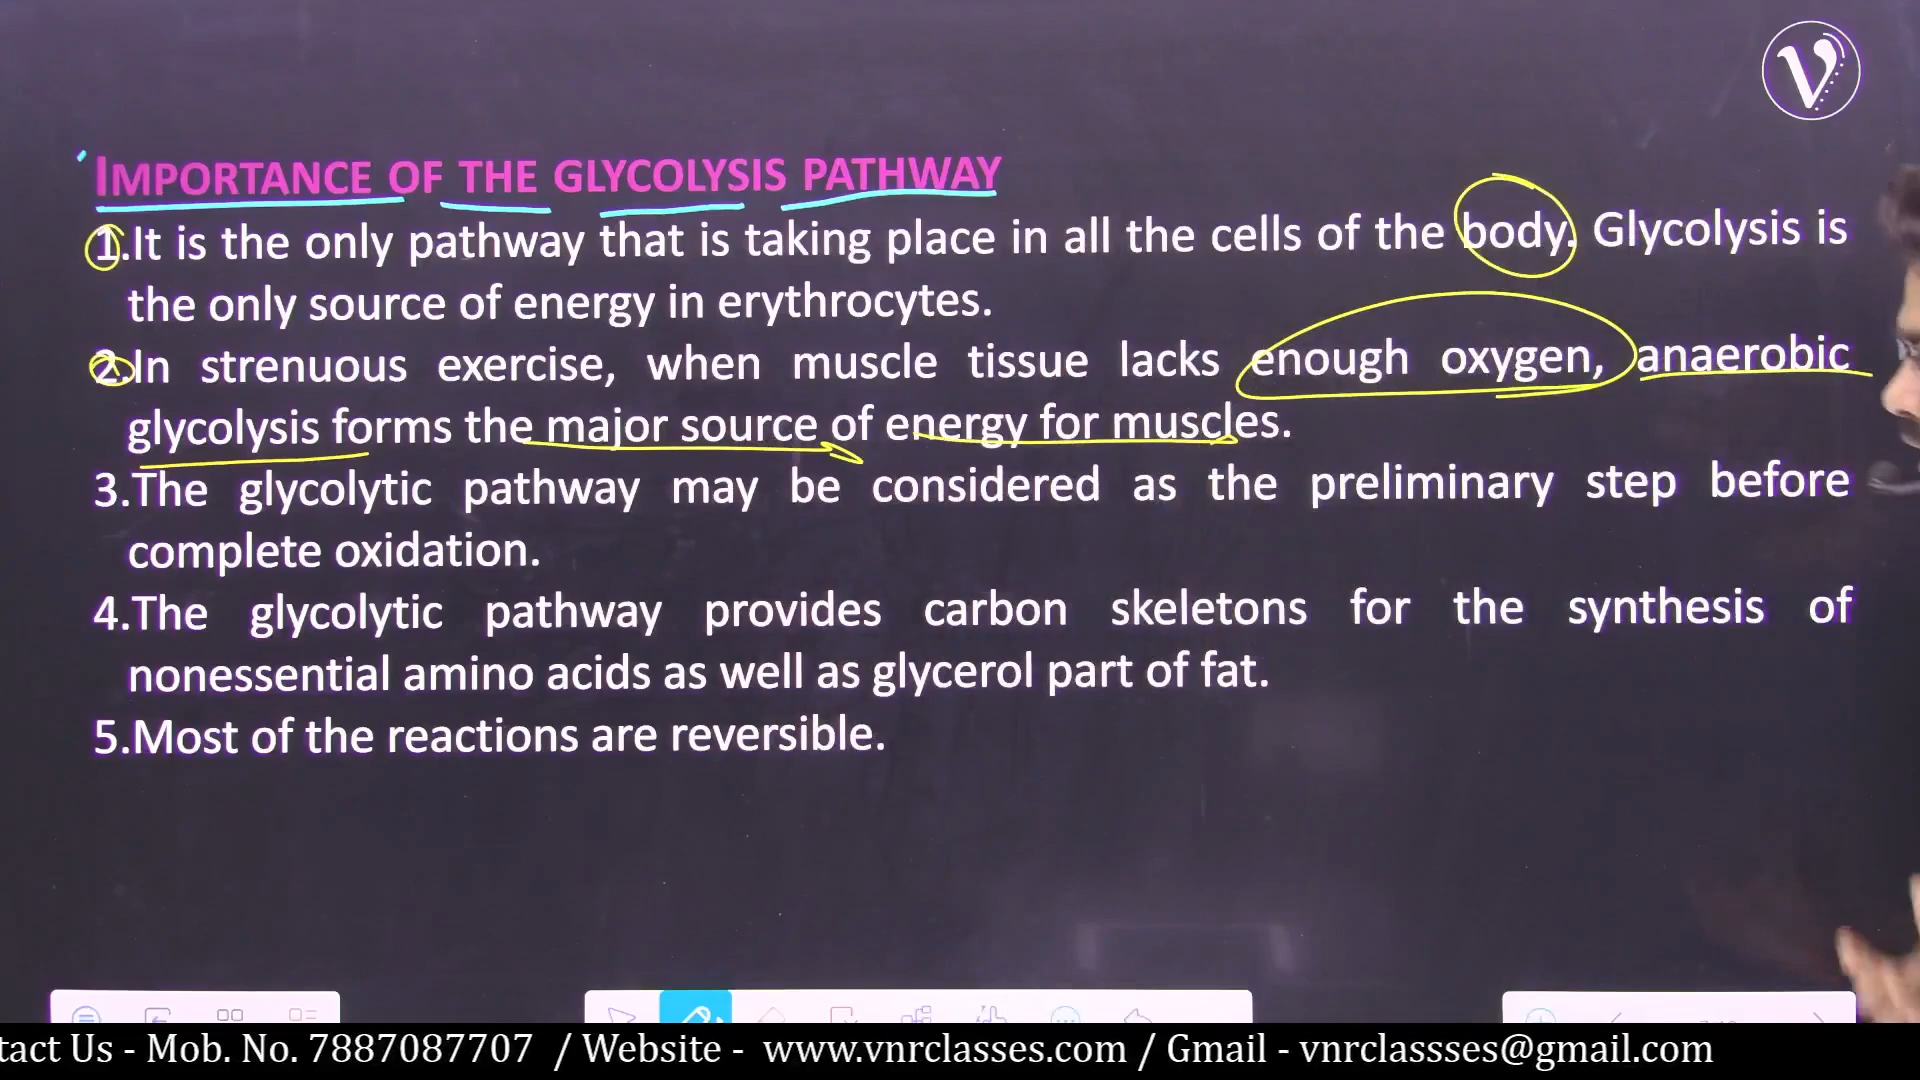 IMPORTANCE OF THE GLYCOLYSIS PATHWAY
1.It is the only pathway that is taking place in all the cells of the body. Glycolysis is
the only source of energy in erythrocytes.
2.In strenuous exercise, when muscle tissue lacks enough oxygen, anaerobic
glycolysis forms the major source of energy for muscles.
3.The glycolytic pathway may be considered as the preliminary step before
complete oxidation.
4.The glycolytic pathway provides carbon skeletons for the synthesis of
nonessential amino acids as well as glycerol part of fat.
5.Most of the reactions are reversible.
tact Us - Mob. No. 7887087707 / Website - www.vnrclassses.com / Gmail - vnrclassses@gmail.com